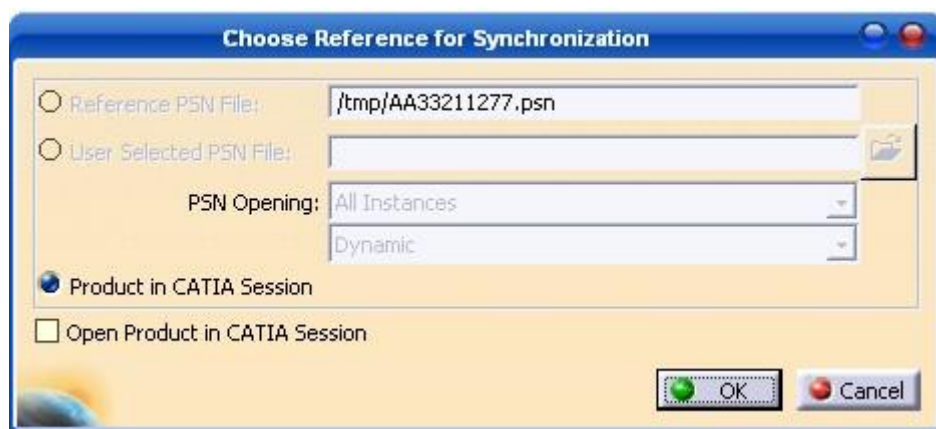 Choose Reference for Synchronization
Reference PSN File: /tmp/AA33211277.psn
User Selected PSN File:
PSN Opening: All Instances
Dynamic
Product in CATIA Session
Open Product in CATIA Session
OK Cancel